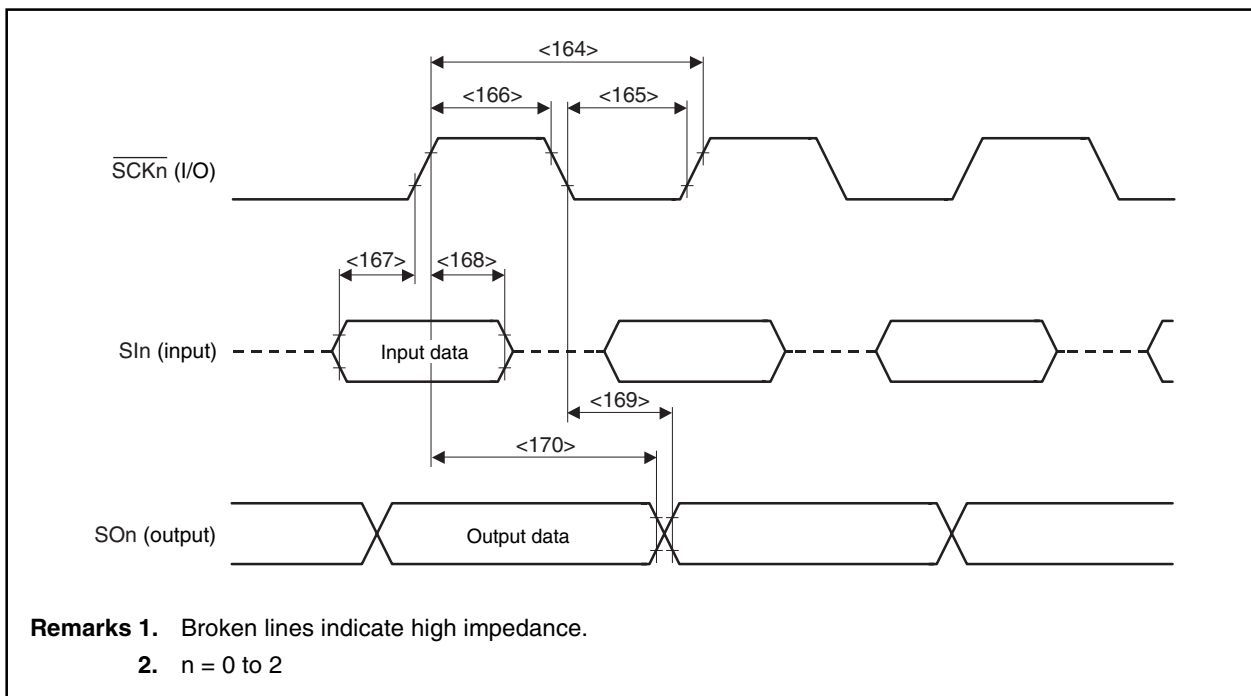 <164>
<166> <165>
SCKn (I/O)
<167> <168>
SIn (input) Input data
<169>
<170>
SOn (output) Output data
Remarks 1. Broken lines indicate high impedance.
2. n = 0 to 2